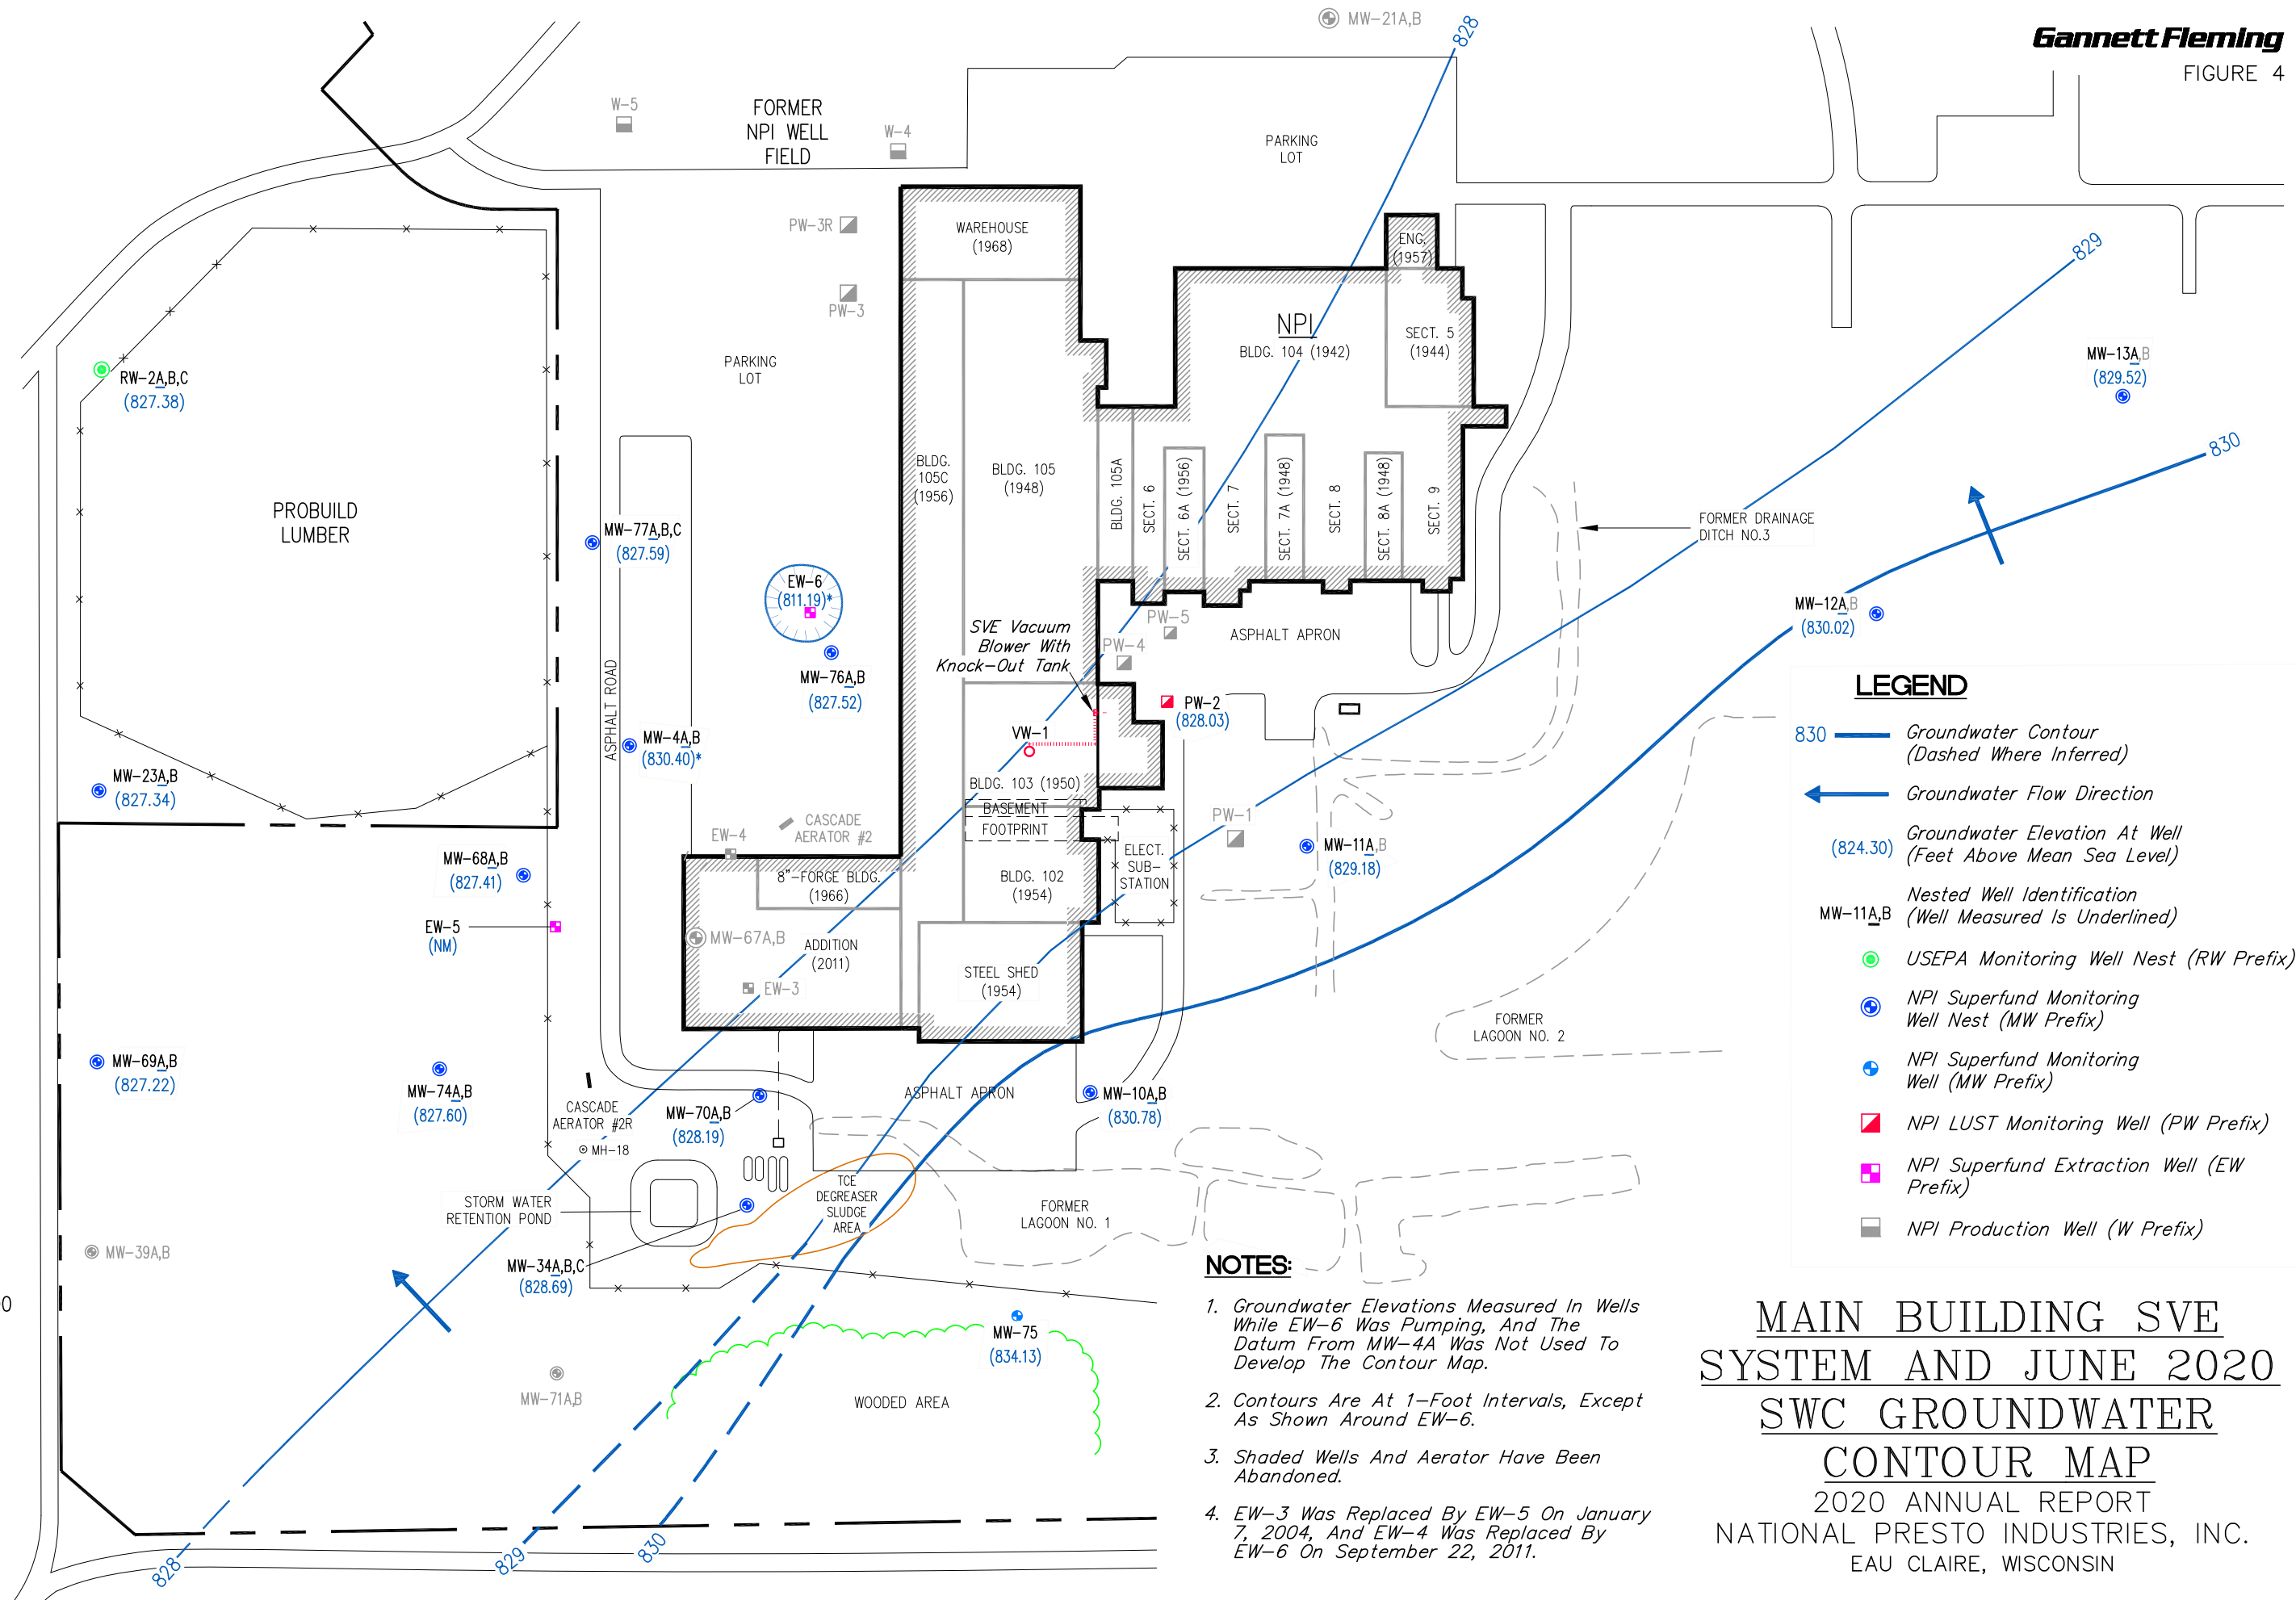 MW-21A,B
828
Gannett Fleming
FIGURE 4
W-5
FORMER
NPI WELL
FIELD
W-4
PARKING
LOT
PW-3R
WAREHOUSE
(1968)
ENG.
(1957)
829
PW-3
NPI
BLDG. 104 (1942)
SECT. 5
(1944)
MW-13A,B
(829.52)
PARKING
LOT
RW-2A,B,C
(827.38)
830
BLDG.
105C
(1956)
BLDG. 105
(1948)
BLDG. 105A
SECT. 6
SECT. 6A (1956)
SECT. 7
SECT. 7A (1948)
SECT. 8
SECT. 8A (1948)
SECT. 9
PROBUILD
LUMBER
FORMER DRAINAGE
DITCH NO.3
MW-77A,B,C
(827.59)
EW-6
(811.19)*
MW-12A,B
(830.02)
SVE Vacuum
Blower With
Knock-Out Tank
PW-5
PW-4
ASPHALT APRON
MW-76A,B
(827.52)
ASPHALT ROAD
PW-2
(828.03)
VW-1
MW-4A,B
(830.40)*
MW-23A,B
(827.34)
BLDG. 103 (1950)
BASEMENT
FOOTPRINT
CASCADE
AERATOR #2
EW-4
PW-1
MW-11A,B
(829.18)
ELECT.
SUB-
STATION
MW-68A,B
(827.41)
8"-FORGE BLDG.
(1966)
BLDG. 102
(1954)
EW-5
(NM)
MW-67A,B
ADDITION
(2011)
EW-3
STEEL SHED
(1954)
FORMER
LAGOON NO. 2
MW-69A,B
(827.22)
MW-74A,B
(827.60)
CASCADE
AERATOR #2R
MH-18
MW-70A,B
(828.19)
ASPHALT APRON
MW-10A,B
(830.78)
STORM WATER
RETENTION POND
TCE
DEGREASER
SLUDGE
AREA
FORMER
LAGOON NO. 1
MW-39A,B
MW-34A,B,C
(828.69)
0
MW-75
(834.13)
MW-71A,B
WOODED AREA
828
829
830
LEGEND
830
Groundwater Contour
(Dashed Where Inferred)
Groundwater Flow Direction
(824.30)
Groundwater Elevation At Well
(Feet Above Mean Sea Level)
MW-11A,B
Nested Well Identification
(Well Measured Is Underlined)
USEPA Monitoring Well Nest (RW Prefix)
NPI Superfund Monitoring
Well Nest (MW Prefix)
NPI Superfund Monitoring
Well (MW Prefix)
NPI LUST Monitoring Well (PW Prefix)
NPI Superfund Extraction Well (EW
Prefix)
NPI Production Well (W Prefix)
NOTES:
1. Groundwater Elevations Measured In Wells
While EW-6 Was Pumping, And The
Datum From MW-4A Was Not Used To
Develop The Contour Map.
2. Contours Are At 1-Foot Intervals, Except
As Shown Around EW-6.
3. Shaded Wells And Aerator Have Been
Abandoned.
4. EW-3 Was Replaced By EW-5 On January
7, 2004, And EW-4 Was Replaced By
EW-6 On September 22, 2011.
MAIN BUILDING SVE
SYSTEM AND JUNE 2020
SWC GROUNDWATER
CONTOUR MAP
2020 ANNUAL REPORT
NATIONAL PRESTO INDUSTRIES, INC.
EAU CLAIRE, WISCONSIN